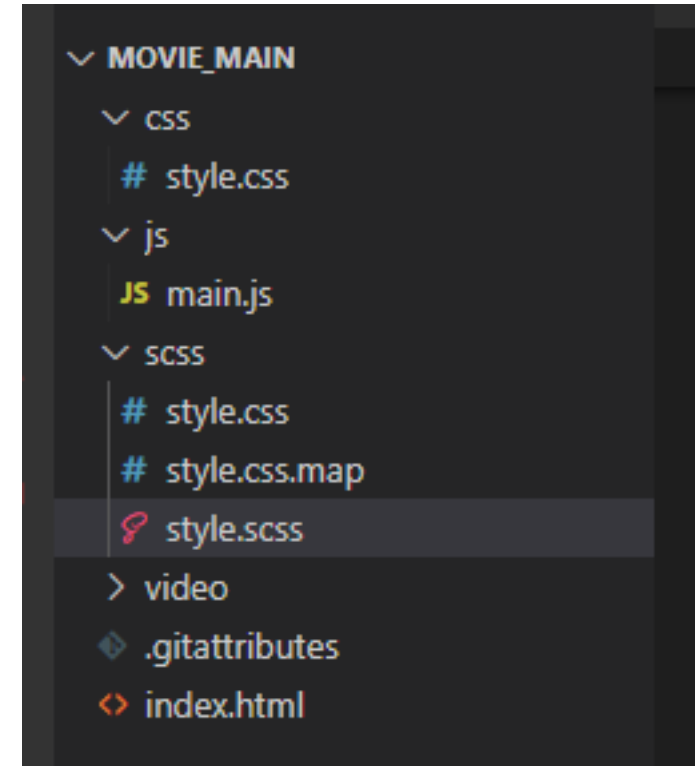 MOVIE_MAIN
css
# style.css
js
JS main.js
scss
# style.css
# style.css.map
style.scss
video
.gitattributes
<> index.html